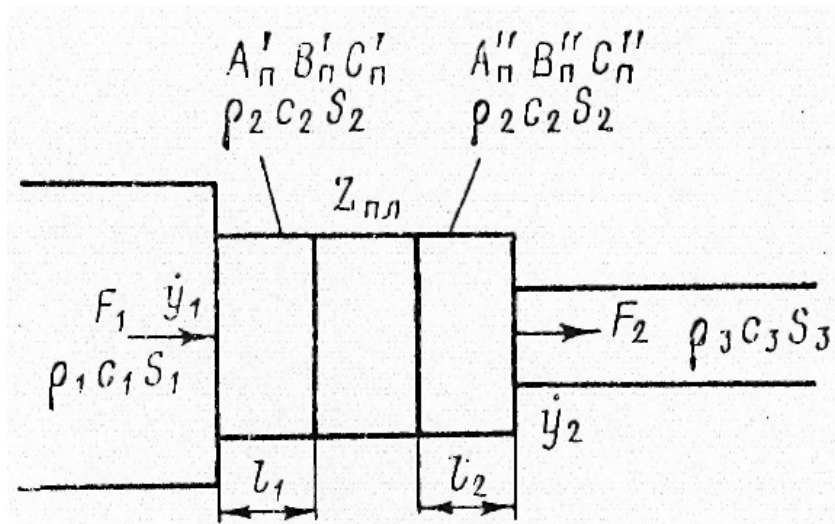 A'п B'п C'п A''п B''п C''п
ρ2 c2 S2 ρ2 c2 S2
Zпл
F1 ẏ1
ρ1 c1 S1
F2 ρ3 c3 S3
ẏ2
l1 l2